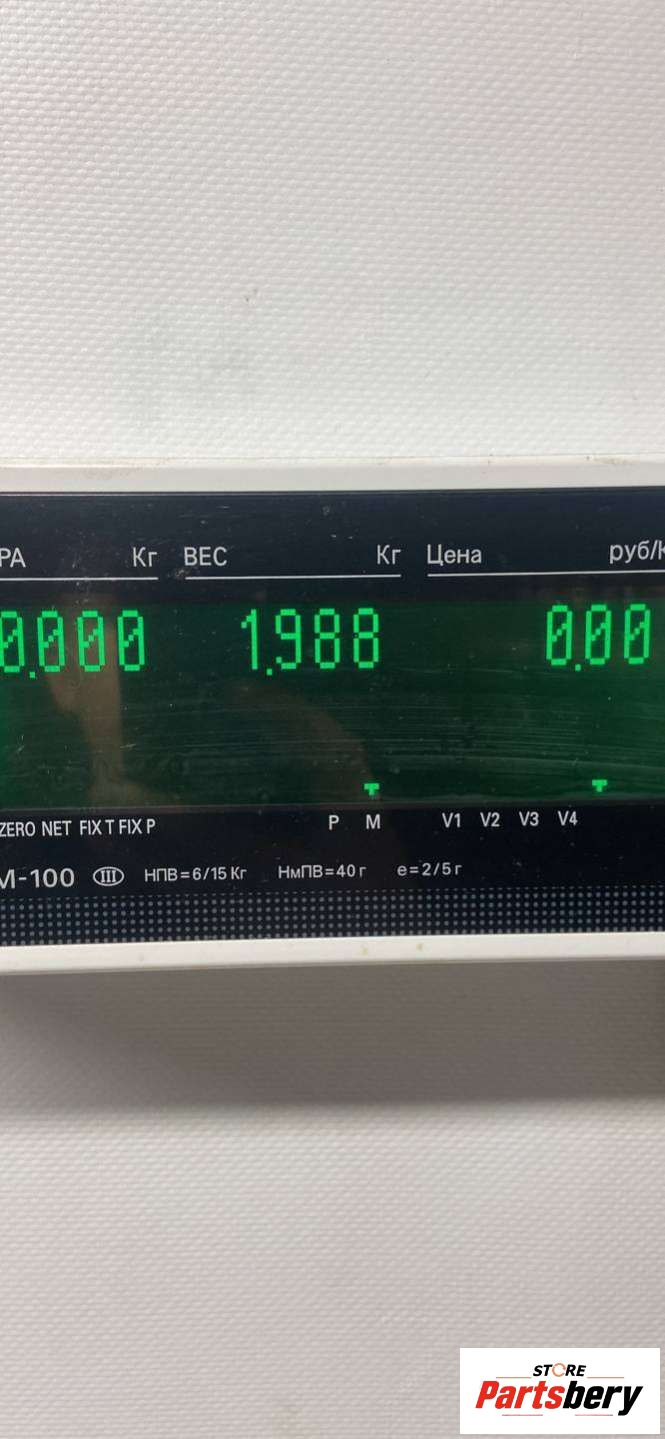 РА Кг ВЕС Кг Цена руб/К
0.000 1.988 0.00
ZERO NET FIX T FIX P P M V1 V2 V3 V4
М-100 III НПВ=6/15 Кг НмПВ=40 г е=2/5 г
STORE
Partsbery